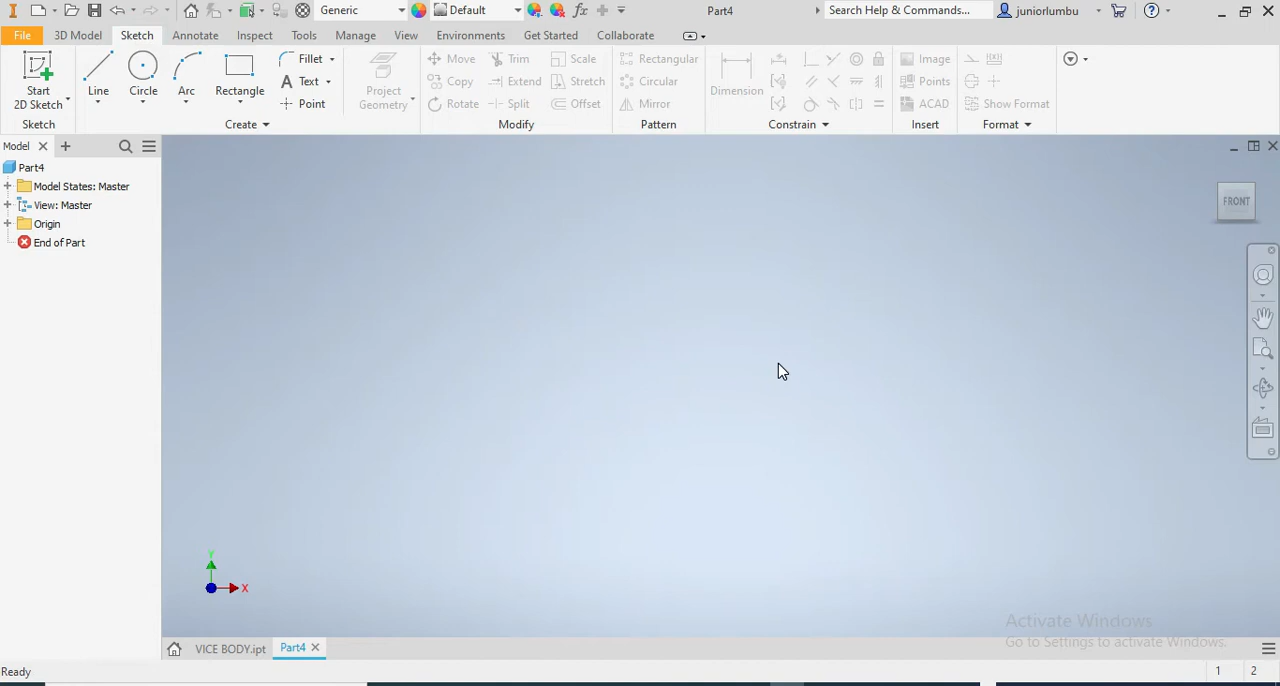 Generic
Default
Part4
Search Help & Commands...
juniorlumbu
File
3D Model
Sketch
Annotate
Inspect
Tools
Manage
View
Environments
Get Started
Collaborate
Start
2D Sketch
Line
Circle
Arc
Rectangle
Fillet
Text
Point
Project
Geometry
Move
Trim
Scale
Copy
Extend
Stretch
Rotate
Split
Offset
Rectangular
Circular
Mirror
Dimension
Image
Points
ACAD
Show Format
Sketch
Create
Modify
Pattern
Constrain
Insert
Format
Model
Part4
Model States: Master
View: Master
Origin
End of Part
FRONT
Y
X
Activate Windows
Go to Settings to activate Windows.
VICE BODY.ipt
Part4
Ready
1
2